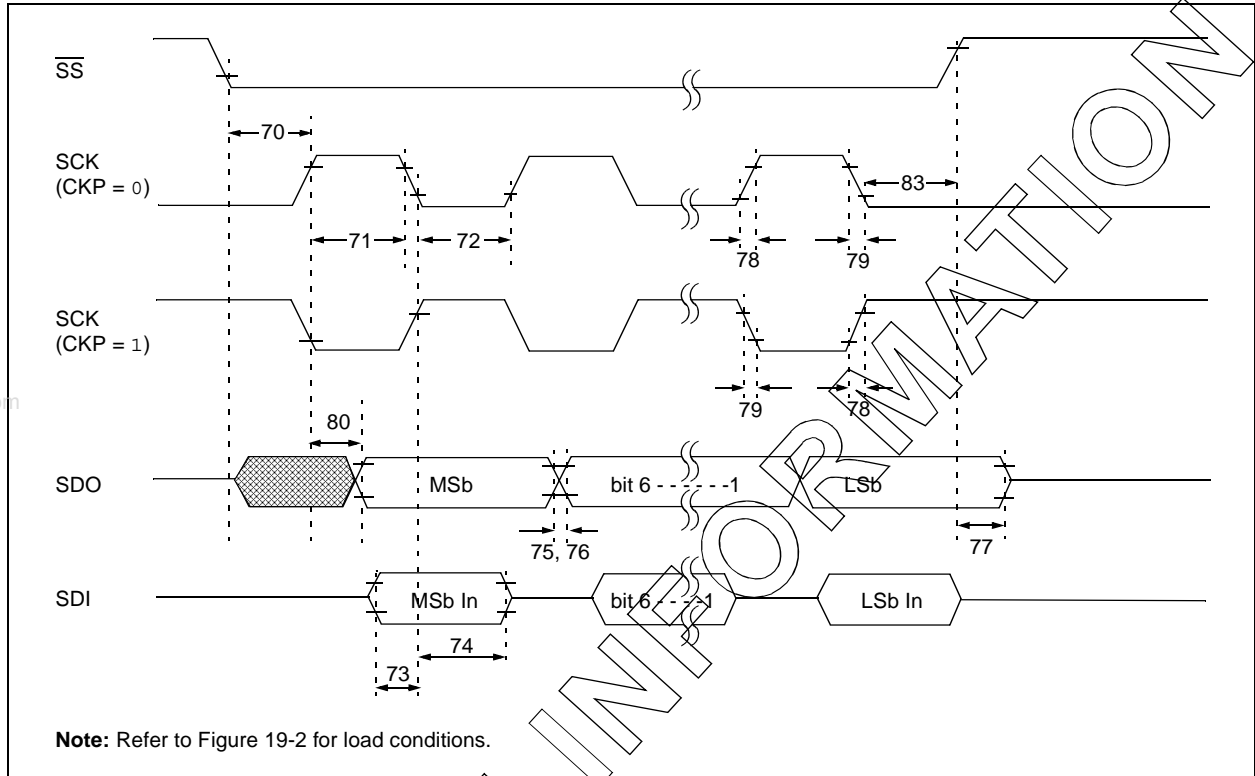 SS
70
SCK
(CKP = 0)
83
71
72
78
79
SCK
(CKP = 1)
79
78
om
80
SDO
MSb
bit 6 - - - - - - -1
LSb
75, 76
77
SDI
MSb In
bit 6 - - - - -1
LSb In
74
73
Note: Refer to Figure 19-2 for load conditions.
INFORMATION